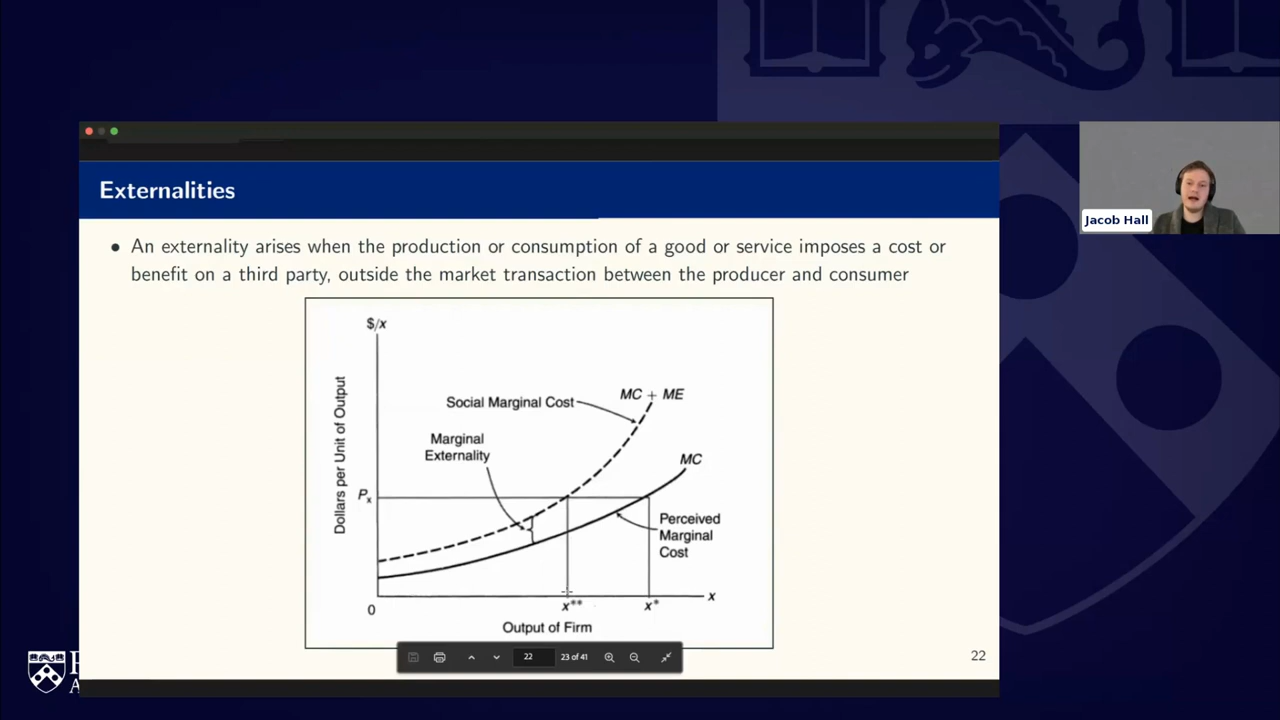 Externalities
• An externality arises when the production or consumption of a good or service imposes a cost or
benefit on a third party, outside the market transaction between the producer and consumer
$/x
Dollars per Unit of Output
Social Marginal Cost
MC + ME
Marginal
Externality
MC
Px
Perceived
Marginal
Cost
0
x**
x*
x
Output of Firm
22
23 of 41
22
Jacob Hall